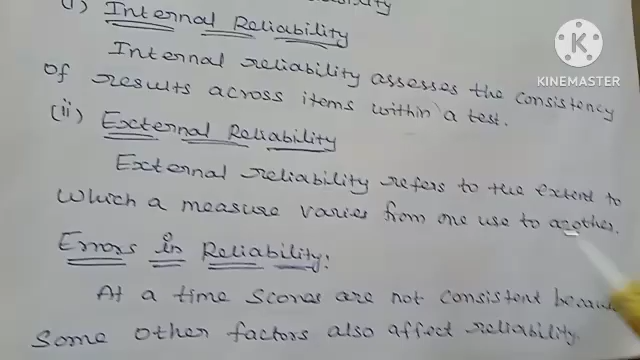 (i) Internal Reliability
KINEMASTER
Internal reliability assesses the consistency
of results across items within a test.
(ii) External Reliability
External reliability refers to the extent to
which a measure varies from one use to another.
Errors in Reliability:
At a time scores are not consistent because
some other factors also affect reliability.